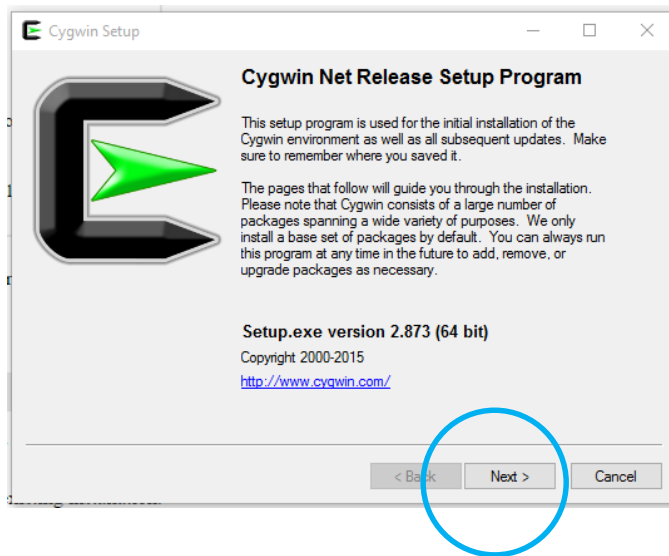 Cygwin Setup
Cygwin Net Release Setup Program
This setup program is used for the initial installation of the
Cygwin environment as well as all subsequent updates. Make
sure to remember where you saved it.
The pages that follow will guide you through the installation.
Please note that Cygwin consists of a large number of
packages spanning a wide variety of purposes. We only
install a base set of packages by default. You can always run
this program at any time in the future to add, remove, or
upgrade packages as necessary.
Setup.exe version 2.873 (64 bit)
Copyright 2000-2015
http://www.cygwin.com/
< Back Next > Cancel